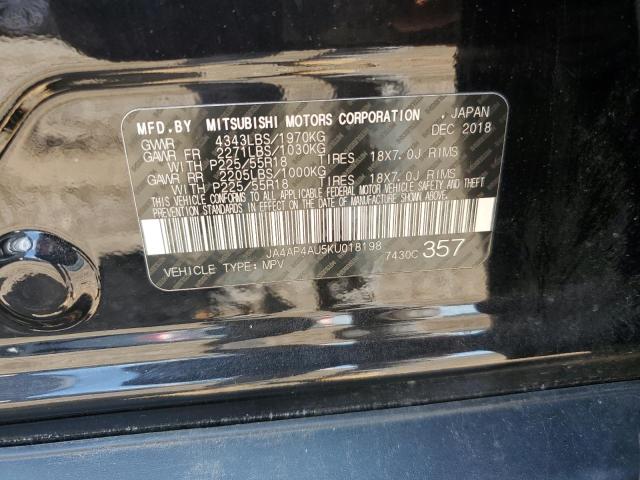 MFD.BY MITSUBISHI MOTORS CORPORATION , JAPAN
GVWR 4343LBS/1970KG DEC 2018
GAWR FR 2271LBS/1030KG
WITH P225/55R18 TIRES 18X7.0J RIMS
GAWR RR 2205LBS/1000KG
WITH P225/55R18 TIRES 18X7.0J RIMS
THIS VEHICLE CONFORMS TO ALL APPLICABLE FEDERAL MOTOR VEHICLE SAFETY AND
THEFT PREVENTION STANDARDS IN EFFECT ON THE DATE OF MANUFACTURE SHOWN ABOVE.
JA4AP4AU5KU018198 7430C 357
VEHICLE TYPE: MPV